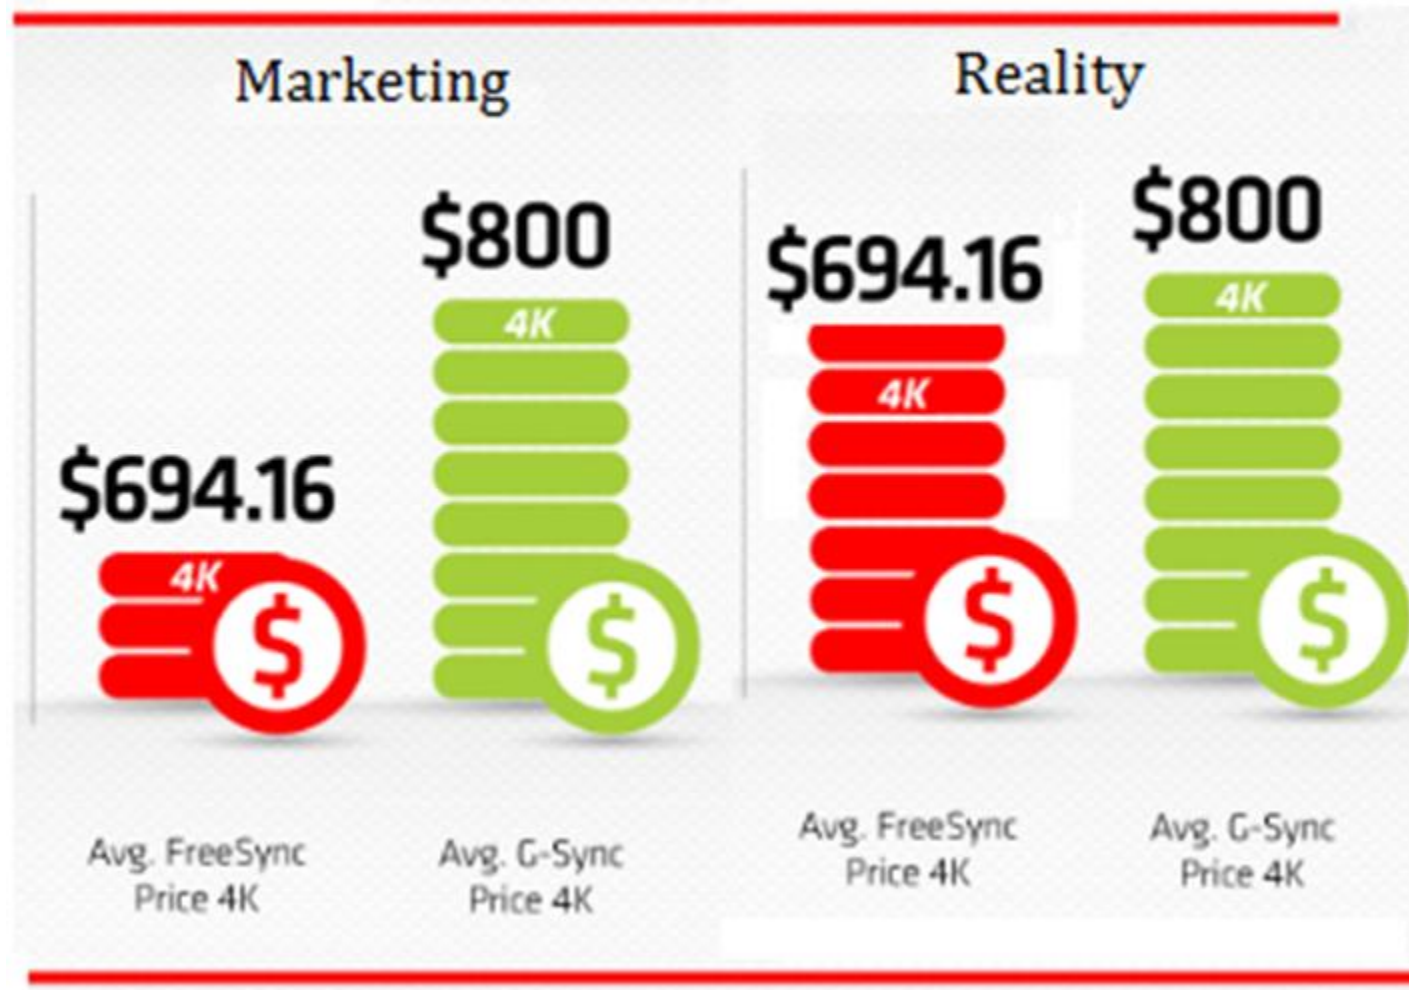 Marketing
$694.16
4K
$
Avg. FreeSync
Price 4K
$800
4K
$
Avg. G-Sync
Price 4K
Reality
$694.16
4K
$
Avg. FreeSync
Price 4K
$800
4K
$
Avg. G-Sync
Price 4K